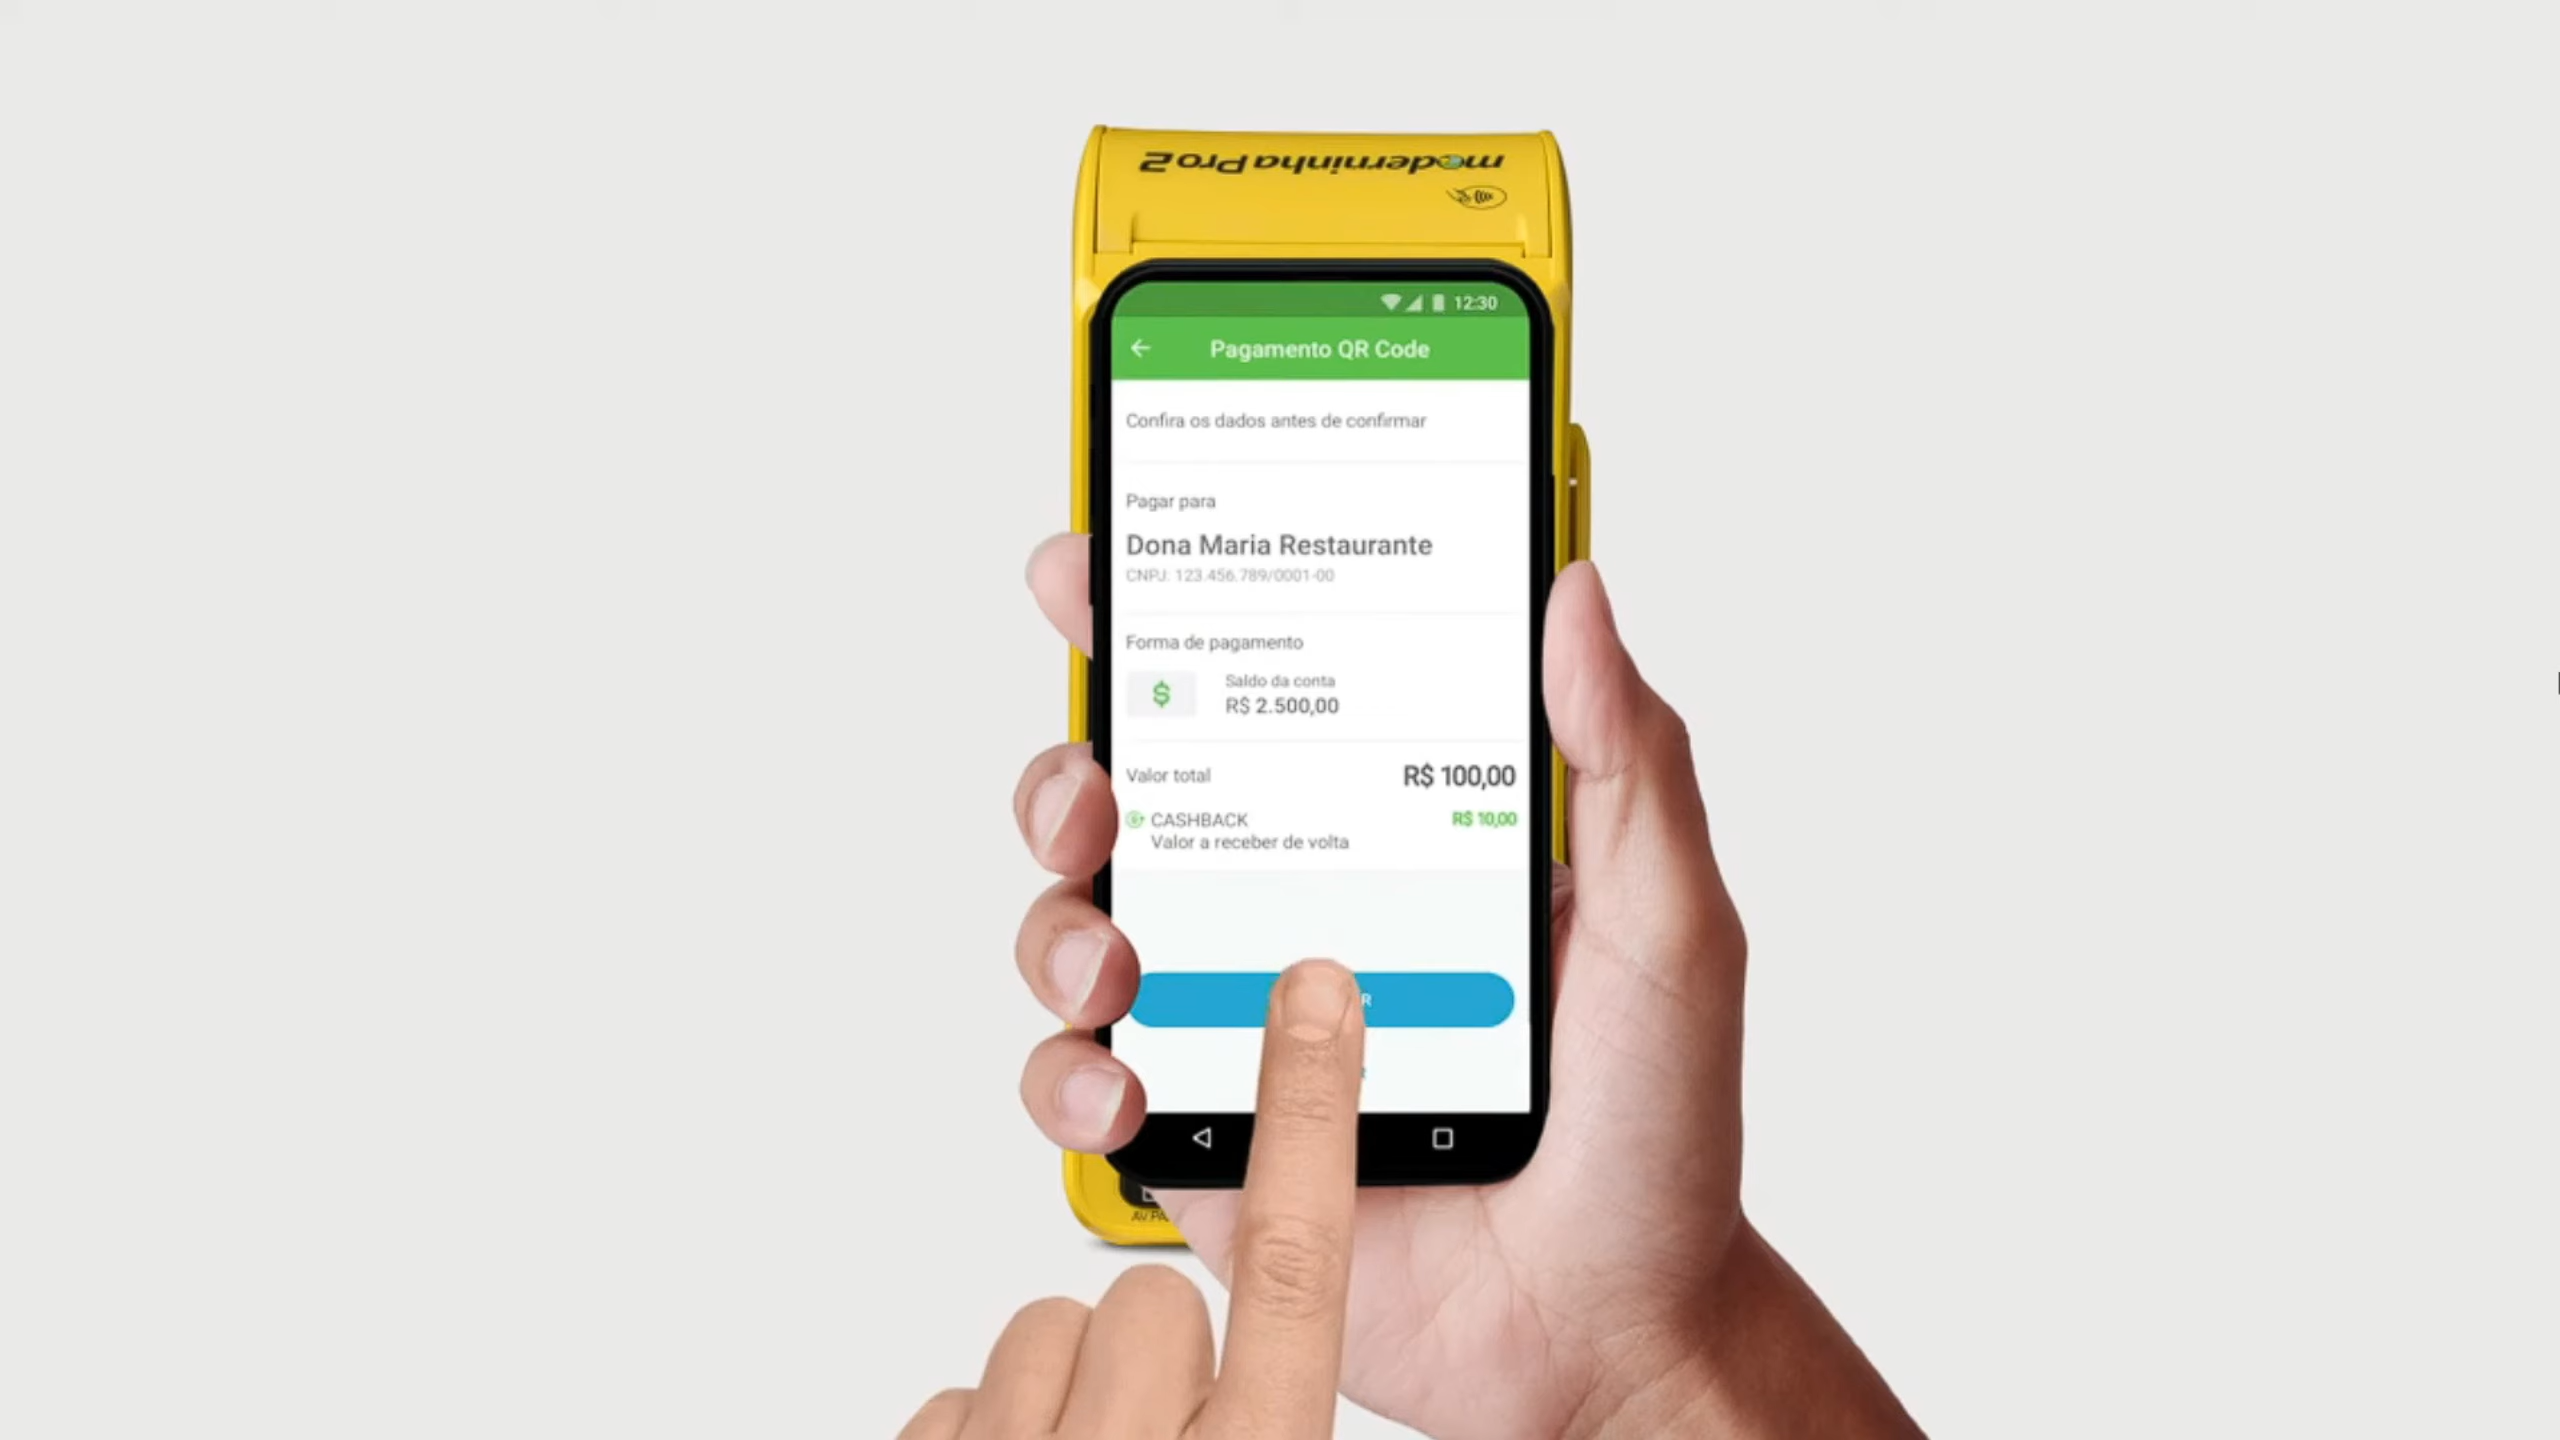 moderninha Pro 2
12:30
Pagamento QR Code
Confira os dados antes de confirmar
Pagar para
Dona Maria Restaurante
CNPJ: 123.456.789/0001-00
Forma de pagamento
$
Saldo da conta
R$ 2.500,00
Valor total R$ 100,00
CASHBACK R$ 10,00
Valor a receber de volta